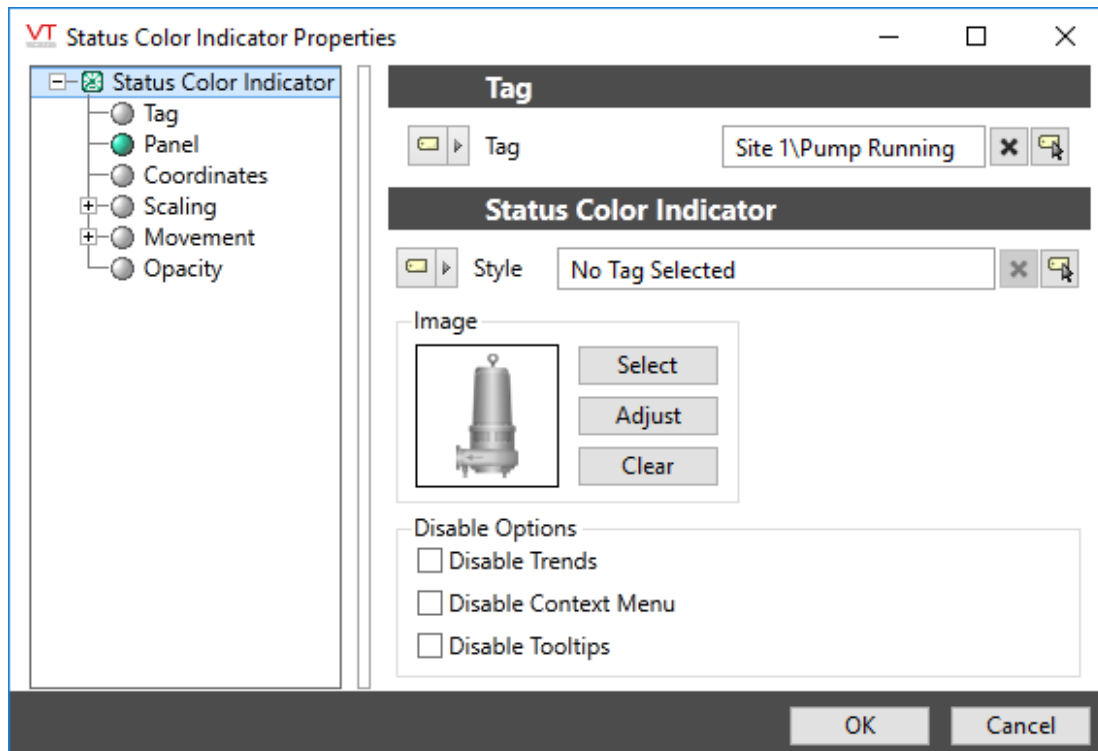 VT Status Color Indicator Properties
Status Color Indicator
Tag
Panel
Coordinates
Scaling
Movement
Opacity
Tag
Tag Site 1\Pump Running
Status Color Indicator
Style No Tag Selected
Image
Select
Adjust
Clear
Disable Options
Disable Trends
Disable Context Menu
Disable Tooltips
OK Cancel